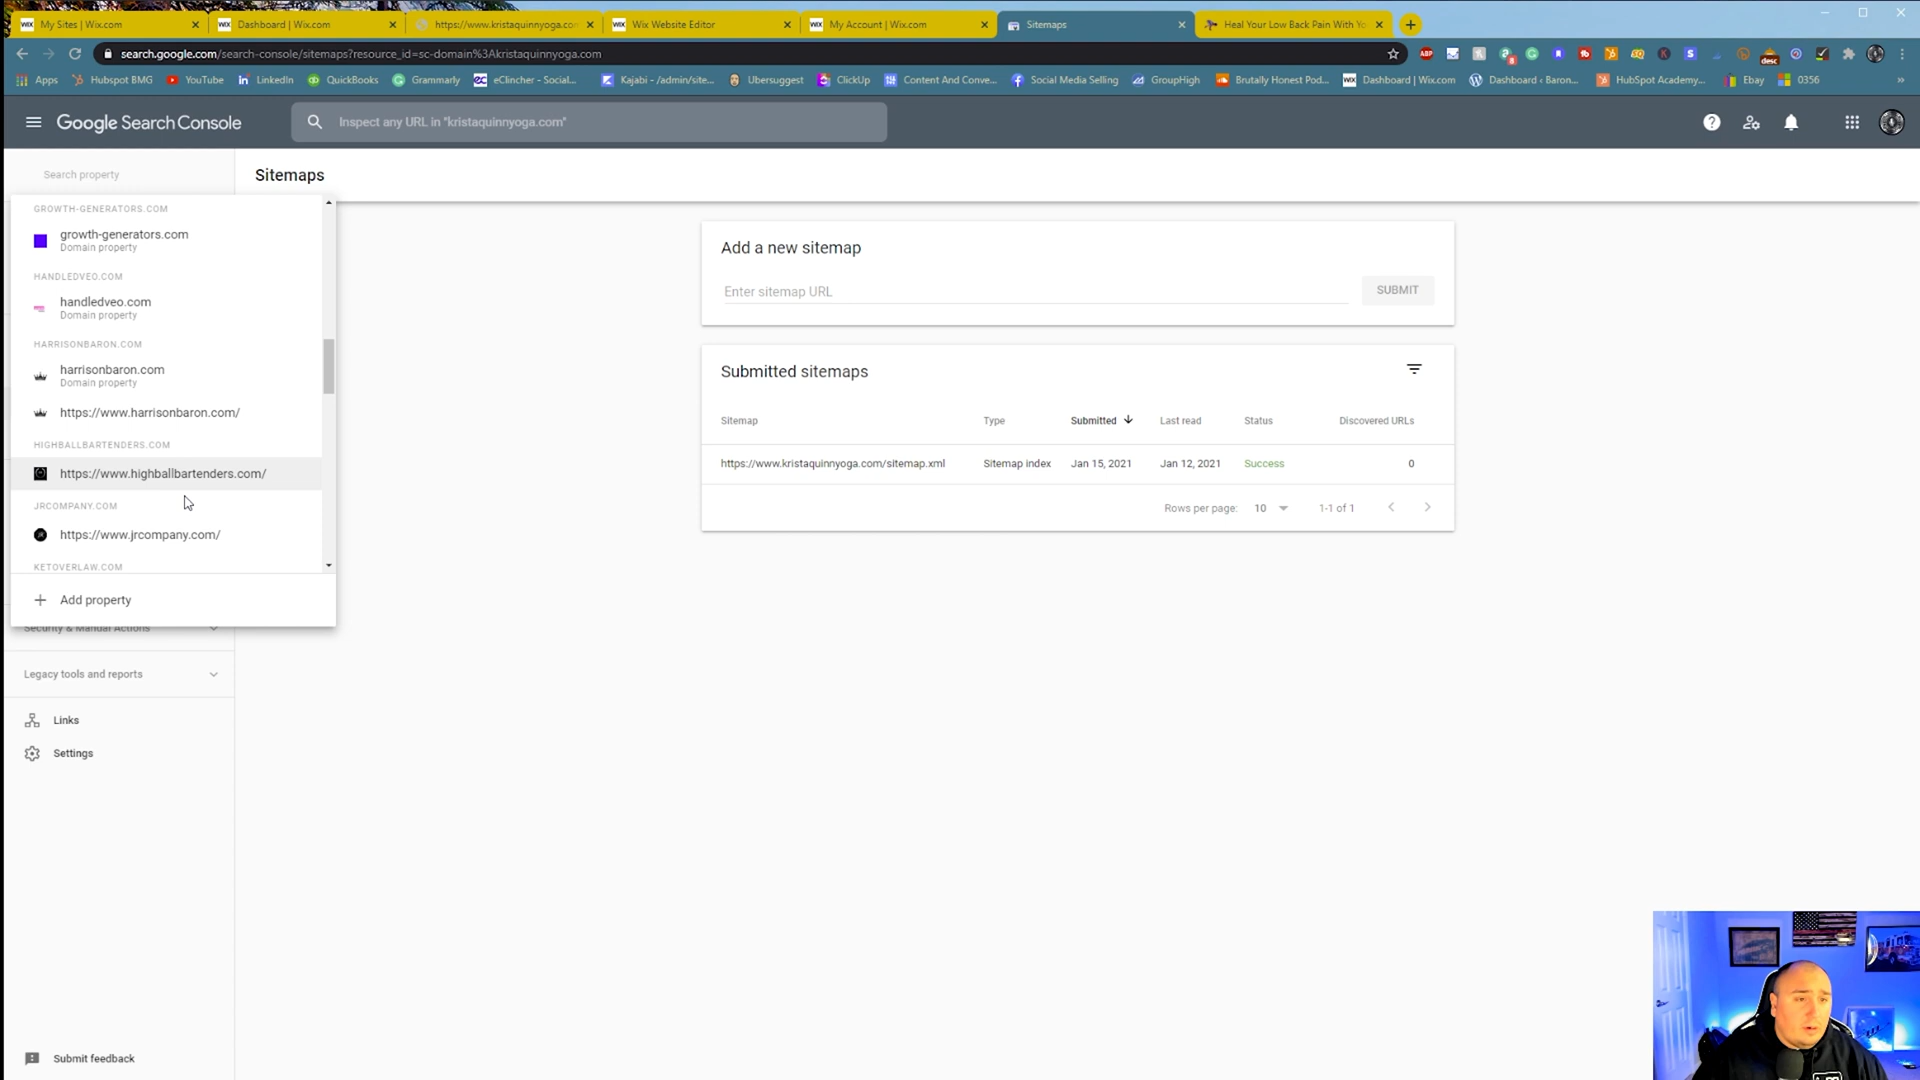 WIX My Sites | Wix.com
WIX Dashboard | Wix.com
https://www.kristaquinnyoga.com
WIX Wix Website Editor
WIX My Account | Wix.com
Sitemaps
Heal Your Low Back Pain With Yo
search.google.com/search-console/sitemaps?resource_id=sc-domain%3Akristaquinnyoga.com
Apps
Hubspot BMG
YouTube
LinkedIn
QuickBooks
Grammarly
eClincher - Social...
Kajabi - /admin/site...
Ubersuggest
ClickUp
Content And Conve...
Social Media Selling
GroupHigh
Brutally Honest Pod...
Dashboard | Wix.com
Dashboard ‹ Baron...
HubSpot Academy...
Ebay
0356
»
Google Search Console
Inspect any URL in "kristaquinnyoga.com"
Search property
Sitemaps
GROWTH-GENERATORS.COM
growth-generators.com
Domain property
HANDLEDVEO.COM
handledveo.com
Domain property
HARRISONBARON.COM
harrisonbaron.com
Domain property
https://www.harrisonbaron.com/
HIGHBALLBARTENDERS.COM
https://www.highballbartenders.com/
JRCOMPANY.COM
https://www.jrcompany.com/
KETOVERLAW.COM
Add property
Security & Manual Actions
Legacy tools and reports
Links
Settings
Submit feedback
Add a new sitemap
Enter sitemap URL
SUBMIT
Submitted sitemaps
Sitemap Type Submitted Last read Status Discovered URLs
https://www.kristaquinnyoga.com/sitemap.xml Sitemap index Jan 15, 2021 Jan 12, 2021 Success 0
Rows per page: 10 1-1 of 1